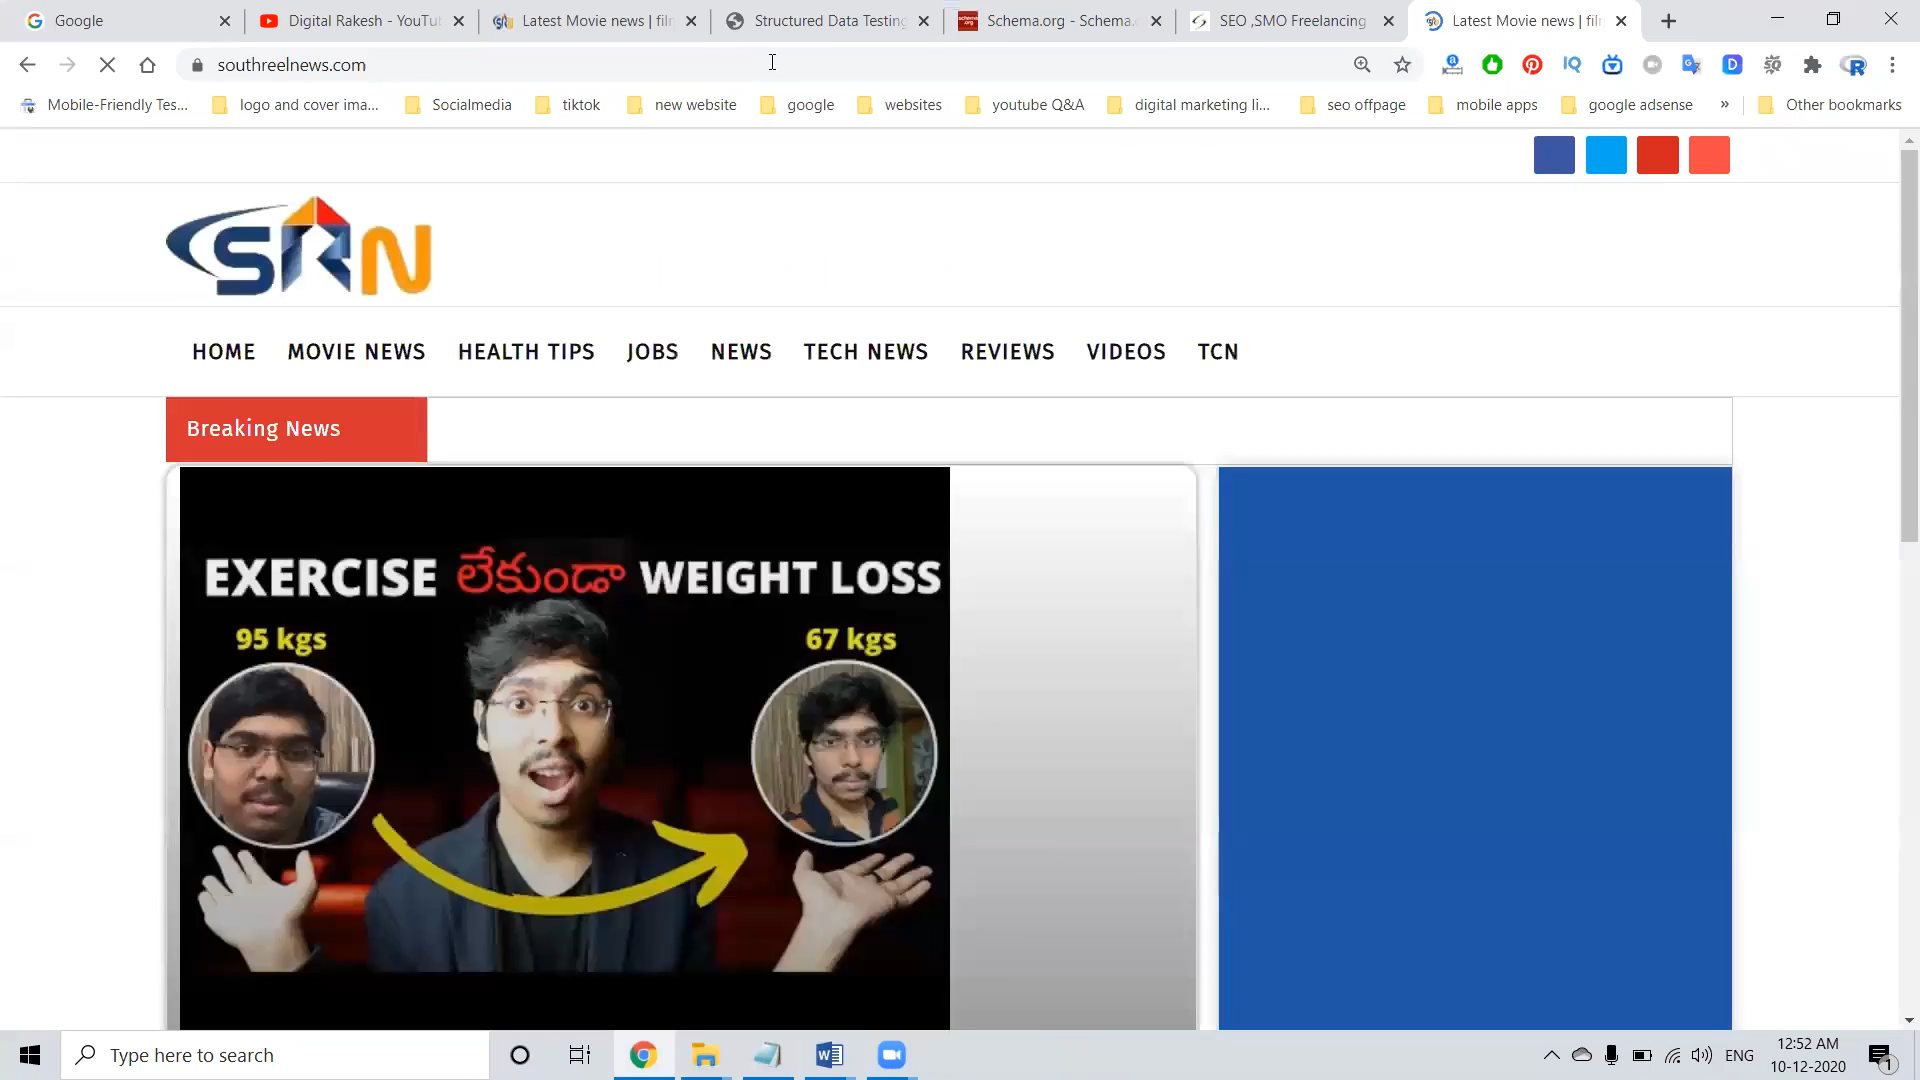 Google
Digital Rakesh - YouTu
Latest Movie news | filn
Structured Data Testing
Schema.org - Schema.
SEO ,SMO Freelancing
Latest Movie news | fil
southreelnews.com
Mobile-Friendly Tes...
logo and cover ima...
Socialmedia
tiktok
new website
google
websites
youtube Q&A
digital marketing li...
seo offpage
mobile apps
google adsense
»
Other bookmarks
SRN
HOME
MOVIE NEWS
HEALTH TIPS
JOBS
NEWS
TECH NEWS
REVIEWS
VIDEOS
TCN
Breaking News
EXERCISE లేకుండా WEIGHT LOSS
95 kgs
67 kgs
Type here to search
ENG
12:52 AM
10-12-2020
1